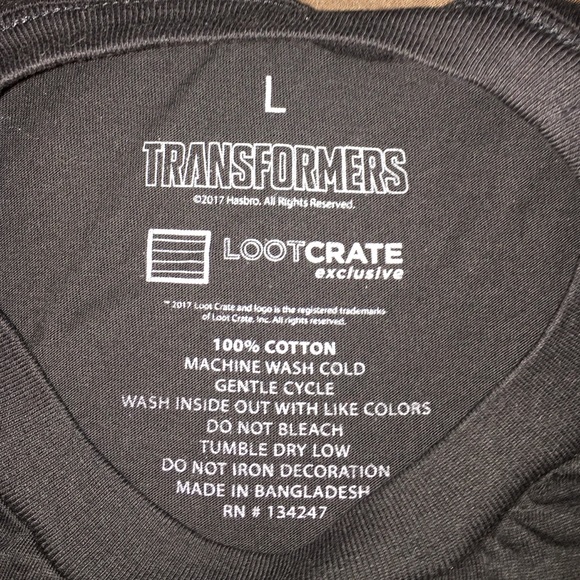 L
TRANSFORMERS
©2017 Hasbro. All Rights Reserved.
LOOTCRATE
exclusive
™ 2017 Loot Crate and logo is the registered trademarks
of Loot Crate, Inc. All rights reserved.
100% COTTON
MACHINE WASH COLD
GENTLE CYCLE
WASH INSIDE OUT WITH LIKE COLORS
DO NOT BLEACH
TUMBLE DRY LOW
DO NOT IRON DECORATION
MADE IN BANGLADESH
RN # 134247